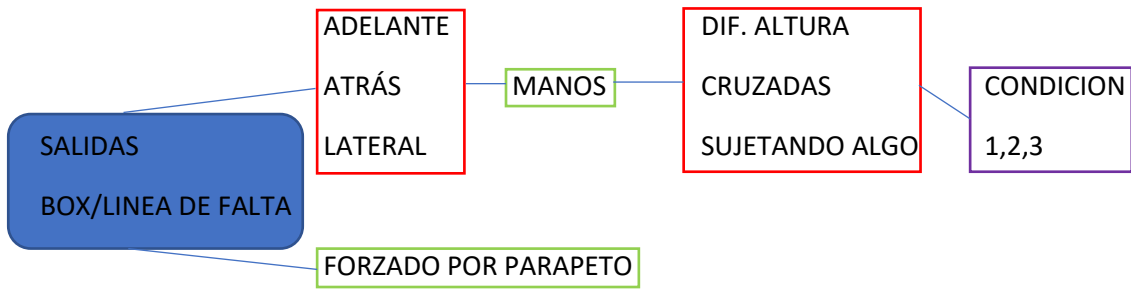 SALIDAS
BOX/LINEA DE FALTA
ADELANTE
ATRÁS
LATERAL
MANOS
DIF. ALTURA
CRUZADAS
SUJETANDO ALGO
CONDICION
1,2,3
FORZADO POR PARAPETO